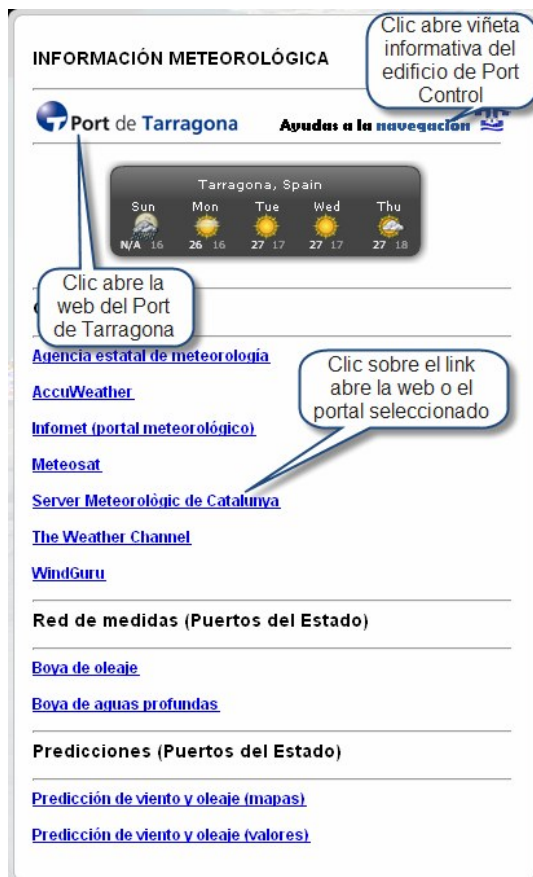 Clic abre viñeta
informativa del
edificio de Port
Control
INFORMACIÓN METEOROLÓGICA
Port de Tarragona
Ayudas a la navegación
Tarragona, Spain
Sun Mon Tue Wed Thu
N/A 16 26 16 27 17 27 17 27 18
Clic abre la
web del Port
de Tarragona
Agencia estatal de meteorología
Clic sobre el link
abre la web o el
portal seleccionado
AccuWeather
Infomet (portal meteorológico)
Meteosat
Server Meteorològic de Catalunya
The Weather Channel
WindGuru
Red de medidas (Puertos del Estado)
Boya de oleaje
Boya de aguas profundas
Predicciones (Puertos del Estado)
Predicción de viento y oleaje (mapas)
Predicción de viento y oleaje (valores)